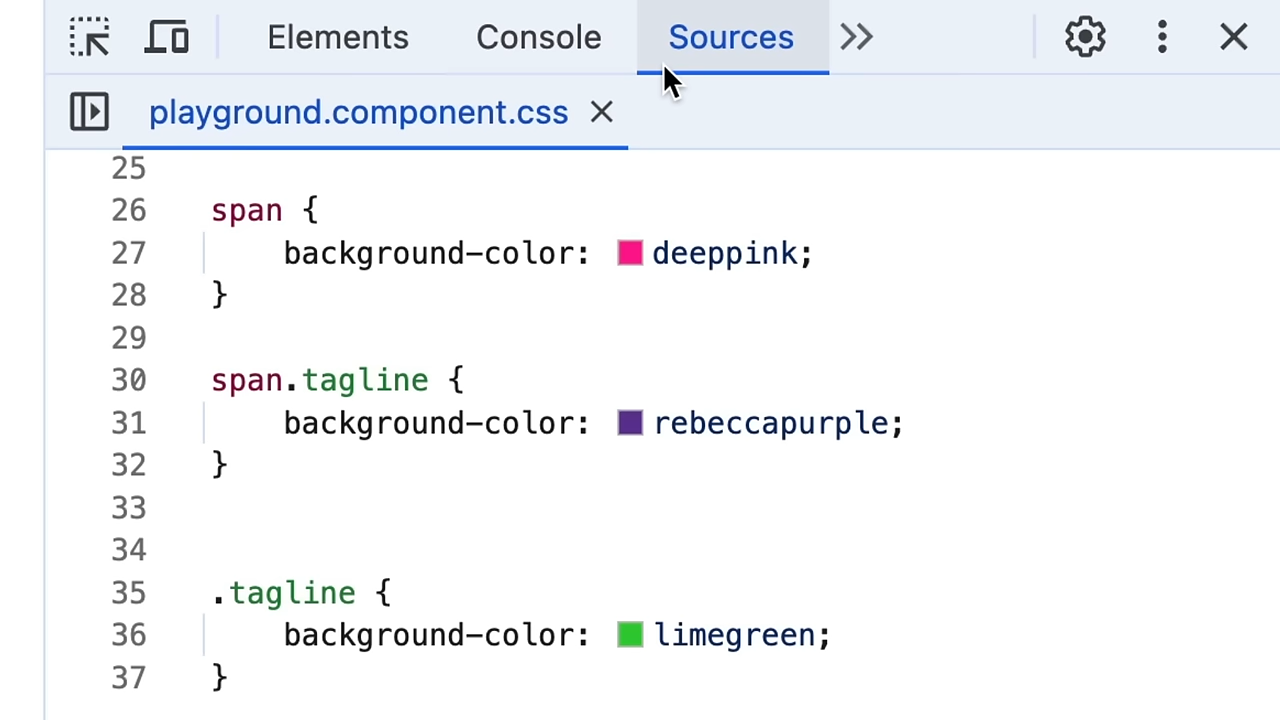 Elements Console Sources
playground.component.css
25
26 span {
27 background-color: deeppink;
28 }
29
30 span.tagline {
31 background-color: rebeccapurple;
32 }
33
34
35 .tagline {
36 background-color: limegreen;
37 }